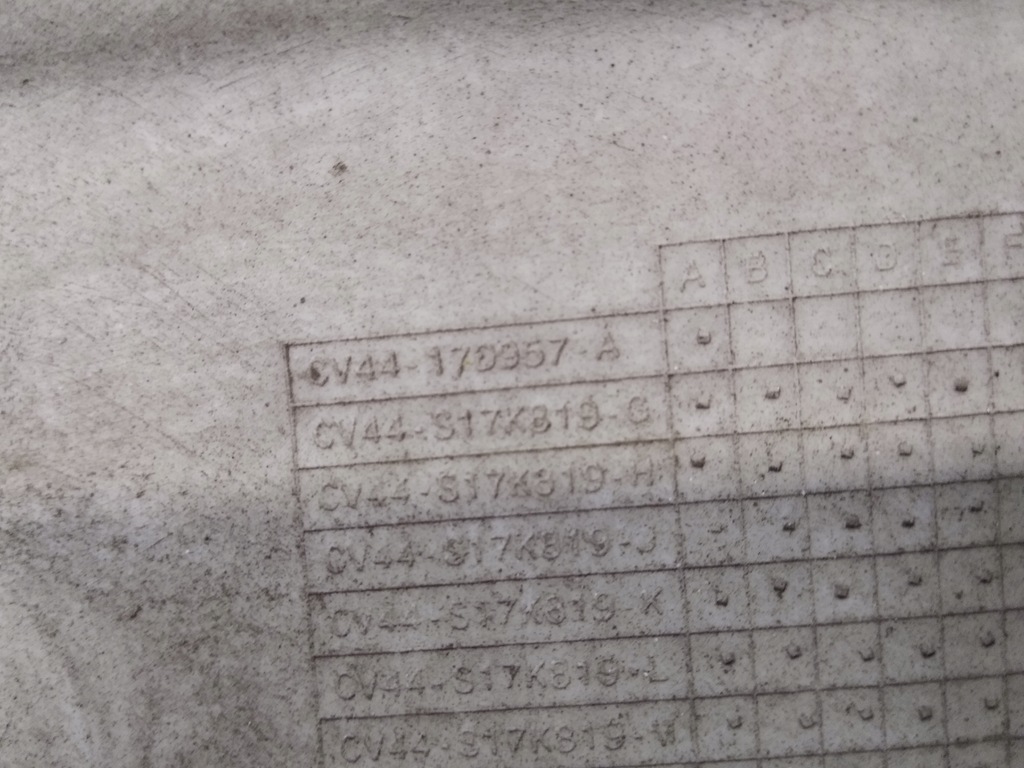 A B C D E F
CV44-17D957-A
CV44-S17K819-G
CV44-S17K819-H
CV44-S17K819-J
CV44-S17K819-K
CV44-S17K819-L
CV44-S17K819-M